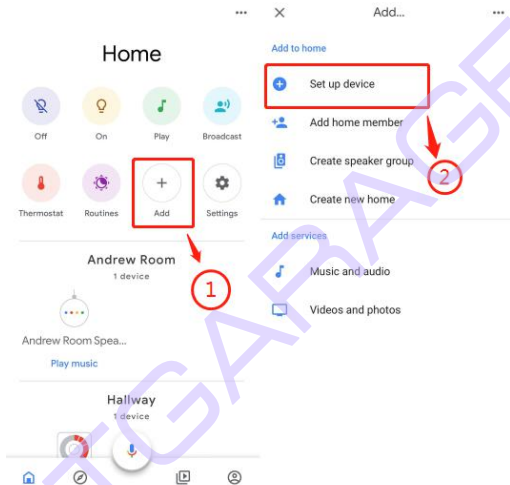 Home
Off
On
Play
Broadcast
Thermostat
Routines
Add
Settings
1
Andrew Room
1 device
Andrew Room Spea...
Play music
Hallway
1 device
Add...
Add to home
Set up device
Add home member
Create speaker group
2
Create new home
Add services
Music and audio
Videos and photos
TGARAGE